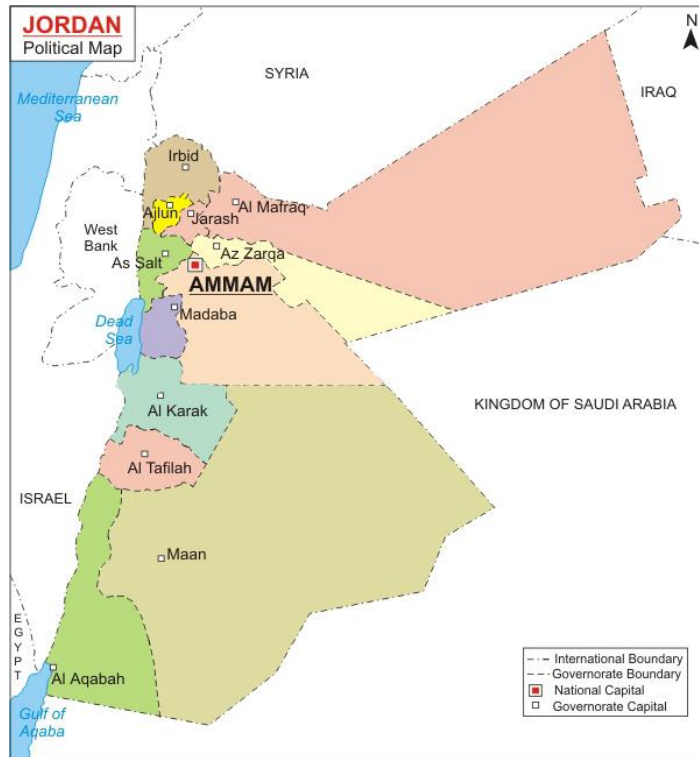 JORDAN
Political Map
N
SYRIA
IRAQ
Mediterranean
Sea
Irbid
Ajlun
Jarash
Al Mafraq
West
Bank
As Salt
Az Zarqa
AMMAM
Dead
Sea
Madaba
Al Karak
KINGDOM OF SAUDI ARABIA
Al Tafilah
ISRAEL
Maan
EGYPT
Al Aqabah
Gulf of
Aqaba
International Boundary
Governorate Boundary
National Capital
Governorate Capital